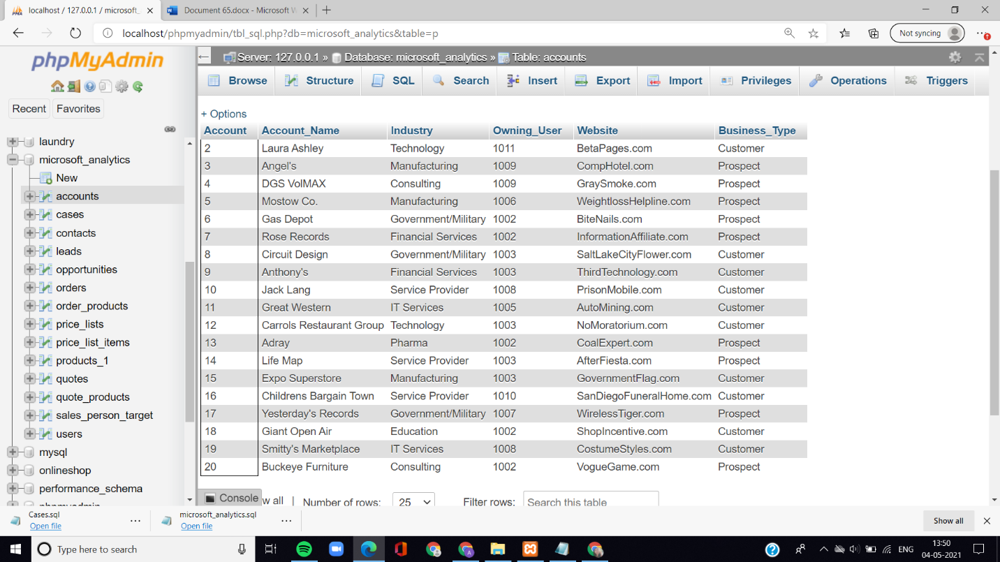 localhost / 127.0.0.1 / microsoft_
Document 65.docx - Microsoft W
localhost/phpmyadmin/tbl_sql.php?db=microsoft_analytics&table=p
Not syncing
phpMyAdmin
Recent
Favorites
laundry
microsoft_analytics
New
accounts
cases
contacts
leads
opportunities
orders
order_products
price_lists
price_list_items
products_1
quotes
quote_products
sales_person_target
users
mysql
onlineshop
performance_schema
phpmyadmin
Server: 127.0.0.1 » Database: microsoft_analytics » Table: accounts
Browse Structure SQL Search Insert Export Import Privileges Operations Triggers
+ Options
Account Account_Name Industry Owning_User Website Business_Type
2 Laura Ashley Technology 1011 BetaPages.com Customer
3 Angel's Manufacturing 1009 CompHotel.com Prospect
4 DGS VolMAX Consulting 1009 GraySmoke.com Prospect
5 Mostow Co. Manufacturing 1006 WeightlossHelpline.com Prospect
6 Gas Depot Government/Military 1002 BiteNails.com Prospect
7 Rose Records Financial Services 1002 InformationAffiliate.com Prospect
8 Circuit Design Government/Military 1003 SaltLakeCityFlower.com Customer
9 Anthony's Financial Services 1003 ThirdTechnology.com Customer
10 Jack Lang Service Provider 1008 PrisonMobile.com Customer
11 Great Western IT Services 1005 AutoMining.com Customer
12 Carrols Restaurant Group Technology 1003 NoMoratorium.com Customer
13 Adray Pharma 1002 CoalExpert.com Prospect
14 Life Map Service Provider 1003 AfterFiesta.com Prospect
15 Expo Superstore Manufacturing 1003 GovernmentFlag.com Customer
16 Childrens Bargain Town Service Provider 1010 SanDiegoFuneralHome.com Customer
17 Yesterday's Records Government/Military 1007 WirelessTiger.com Prospect
18 Giant Open Air Education 1002 ShopIncentive.com Customer
19 Smitty's Marketplace IT Services 1008 CostumeStyles.com Customer
20 Buckeye Furniture Consulting 1002 VogueGame.com Prospect
Console w all | Number of rows: 25 Filter rows: Search this table
Cases.sql
Open file
microsoft_analytics.sql
Open file
Show all
Type here to search
ENG
13:50
04-05-2021